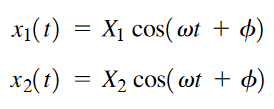 x₁(t) = X₁ cos(ωt + ϕ)
x₂(t) = X₂ cos(ωt + ϕ)